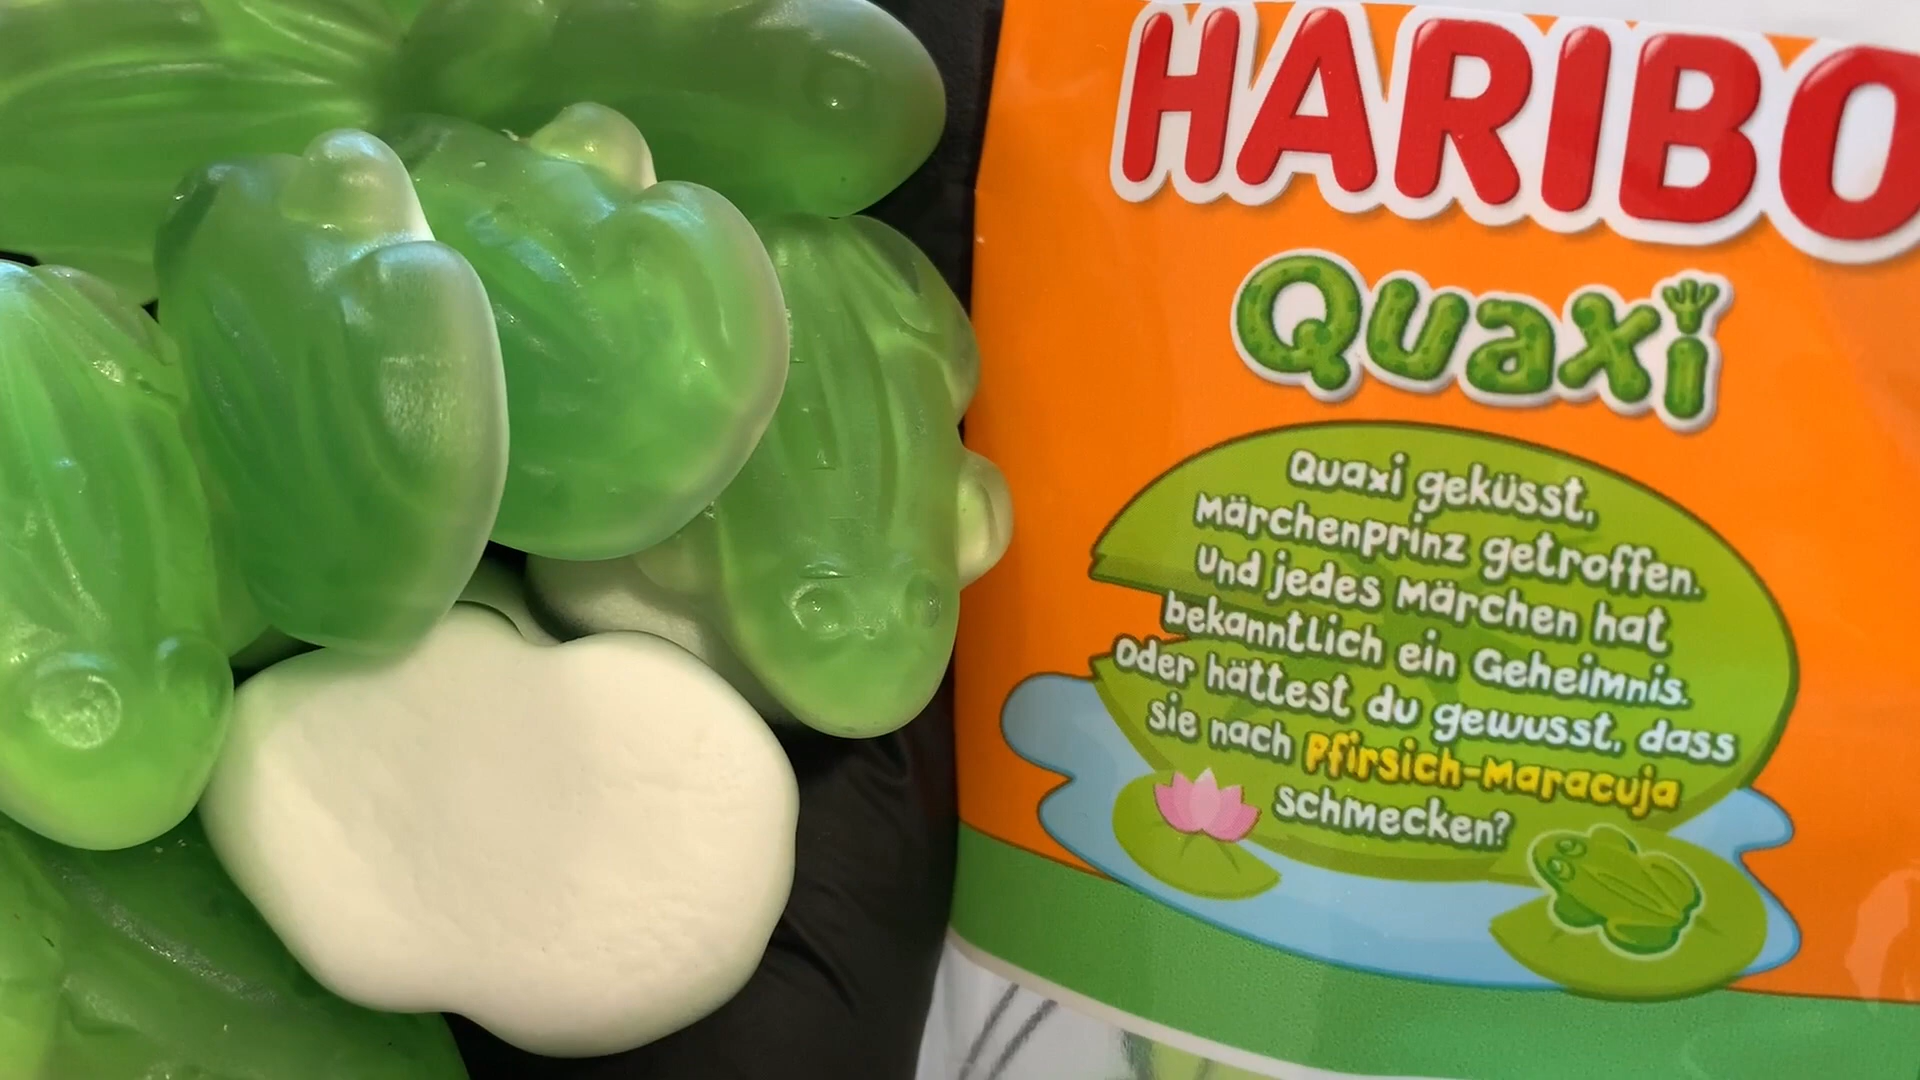 HARIBO
Quaxi
Quaxi geküsst,
Märchenprinz getroffen.
Und jedes Märchen hat
bekanntlich ein Geheimnis.
Oder hättest du gewusst, dass
sie nach Pfirsich-Maracuja
schmecken?